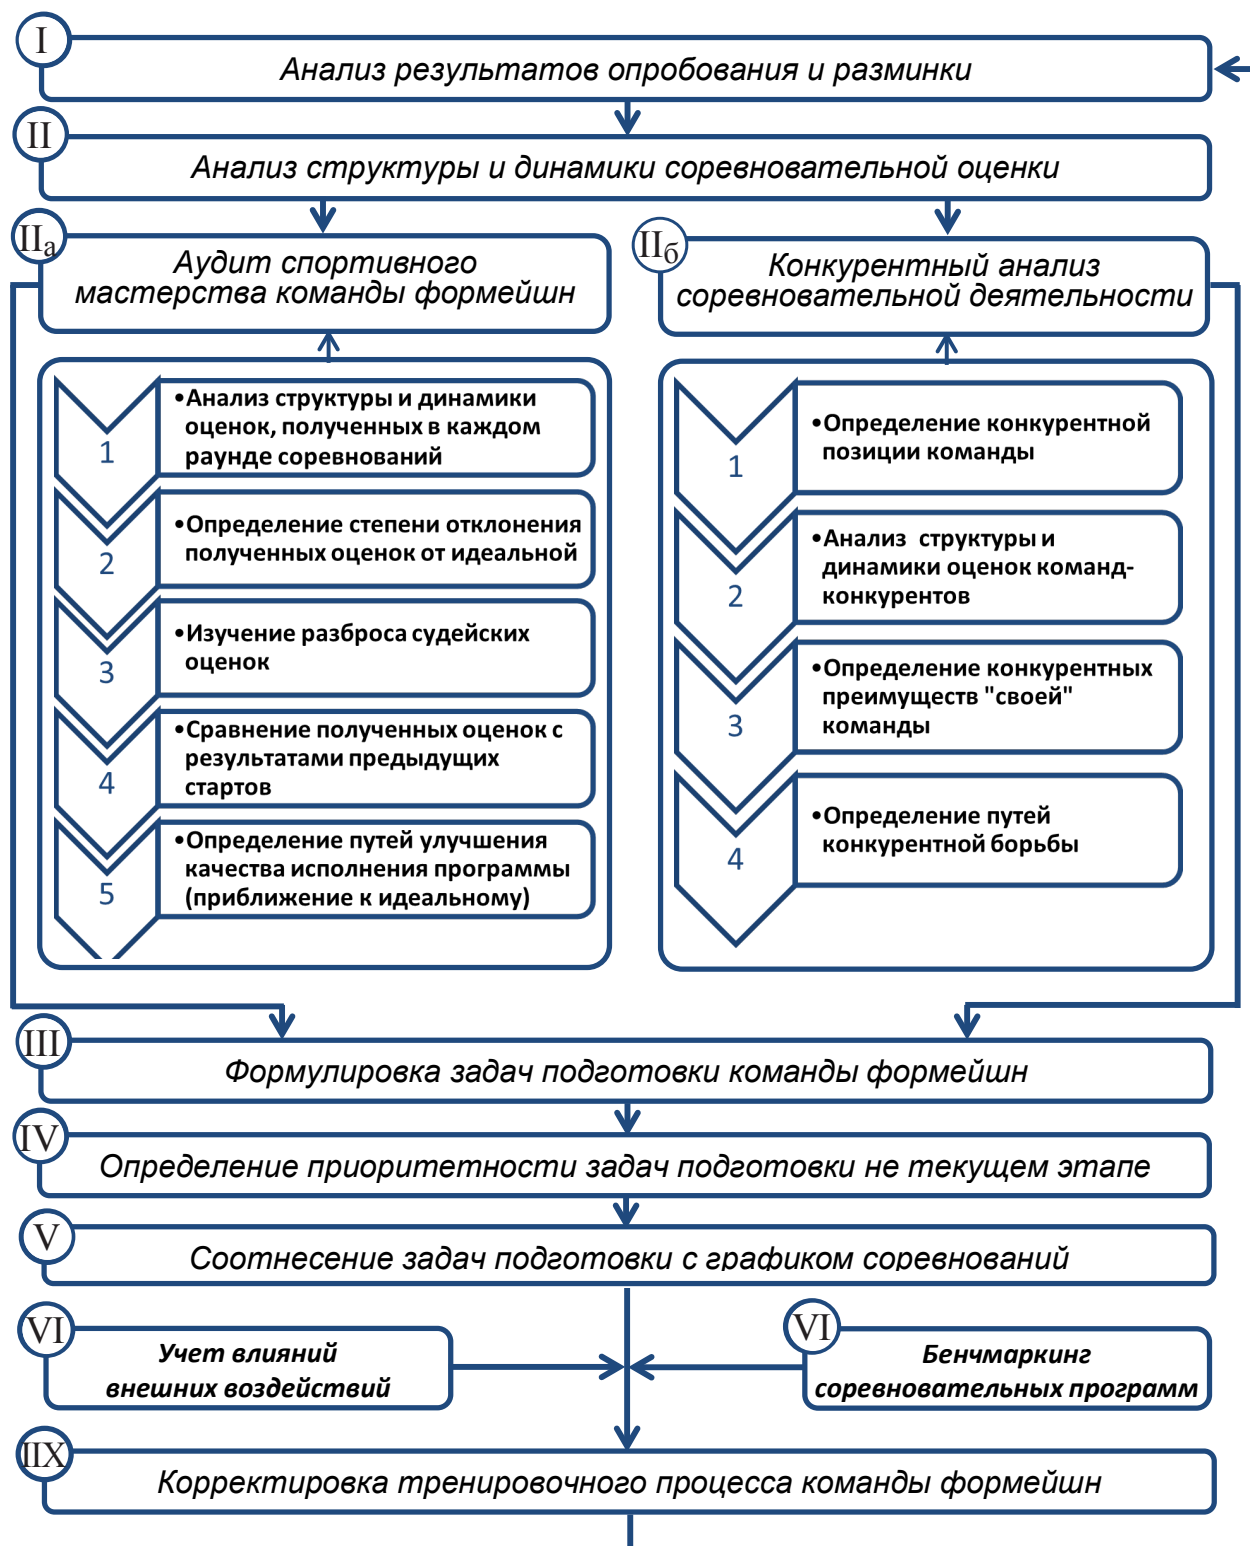 I
Анализ результатов опробования и разминки
II
Анализ структуры и динамики соревновательной оценки
IIа
Аудит спортивного
мастерства команды формейшн
IIб
Конкурентный анализ
соревновательной деятельности
1
•Анализ структуры и динамики
оценок, полученных в каждом
раунде соревнований
2
•Определение степени отклонения
полученных оценок от идеальной
3
•Изучение разброса судейских
оценок
4
•Сравнение полученных оценок с
результатами предыдущих
стартов
5
•Определение путей улучшения
качества исполнения программы
(приближение к идеальному)
1
•Определение конкурентной
позиции команды
2
•Анализ структуры и
динамики оценок команд-
конкурентов
3
•Определение конкурентных
преимуществ "своей"
команды
4
•Определение путей
конкурентной борьбы
III
Формулировка задач подготовки команды формейшн
IV
Определение приоритетности задач подготовки не текущем этапе
V
Соотнесение задач подготовки с графиком соревнований
VI
Учет влияний
внешних воздействий
VI
Бенчмаркинг
соревновательных программ
IIX
Корректировка тренировочного процесса команды формейшн